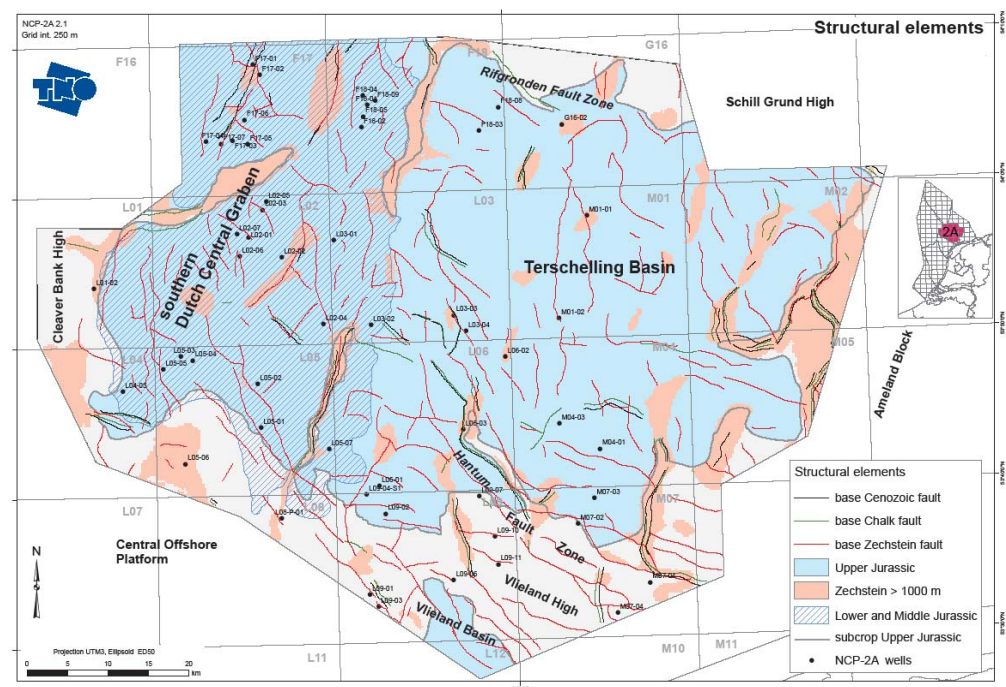 NCP-2A 2.1
Grid int. 250 m
Structural elements
TNO
F16
F17
F18
G16
F17-01
F17-02
Rifgronden Fault Zone
Schill Grund High
F18-04
F18-09
F18-05
F18-02
F18-08
F18-03
G16-02
F17-06
F17-04
F17-07
F17-05
F17-03
L01
L02
L03
M01
M02
L02-05
L02-03
L02-07
L02-01
L02-06
L02-02
L03-01
M01-01
2A
southern
Dutch Central Graben
Terschelling Basin
Cleaver Bank High
L01-02
L02-04
L03-02
L03-03
L03-04
M01-02
L04
L05
L06
M04
M05
L05-03
L05-04
L05-05
L04-03
L05-02
L06-02
Ameland Block
L05-01
L06-03
M04-03
M04-01
L05-07
L05-06
Hantum
Fault
Zone
L07
L08
M07
L09-02
L09-07
M07-03
M07-02
L08-P-01
Central Offshore
Platform
L09-10
L09-11
L09-06
Vlieland High
M07-04
L09-01
L09-03
Vlieland Basin
L11
L12
M10
M11
N
Projection UTM3, Ellipsoid ED50
0 5 10 15 20
km
Structural elements
base Cenozoic fault
base Chalk fault
base Zechstein fault
Upper Jurassic
Zechstein > 1000 m
Lower and Middle Jurassic
subcrop Upper Jurassic
NCP-2A wells